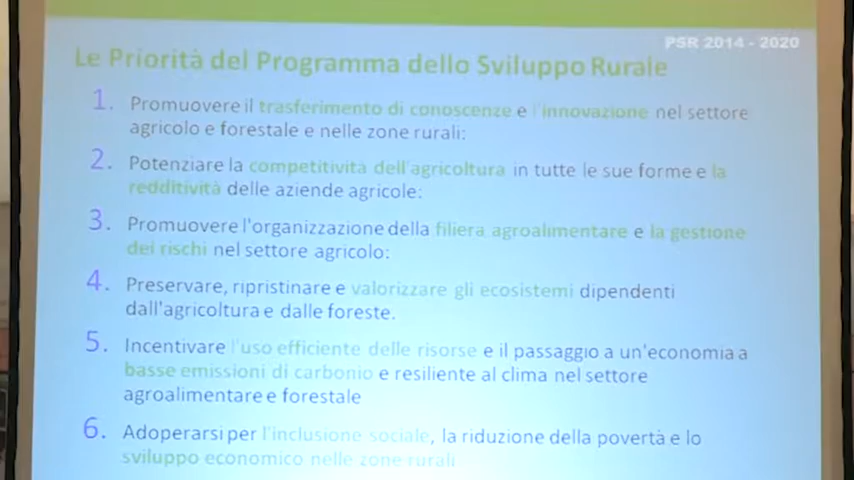 PSR 2014 - 2020
Le Priorità del Programma dello Sviluppo Rurale
1. Promuovere il trasferimento di conoscenze e l'innovazione nel settore
agricolo e forestale e nelle zone rurali:
2. Potenziare la competitività dell'agricoltura in tutte le sue forme e la
redditività delle aziende agricole:
3. Promuovere l'organizzazione della filiera agroalimentare e la gestione
dei rischi nel settore agricolo:
4. Preservare, ripristinare e valorizzare gli ecosistemi dipendenti
dall'agricoltura e dalle foreste.
5. Incentivare l'uso efficiente delle risorse e il passaggio a un'economia a
basse emissioni di carbonio e resiliente al clima nel settore
agroalimentare e forestale
6. Adoperarsi per l'inclusione sociale, la riduzione della povertà e lo
sviluppo economico nelle zone rurali